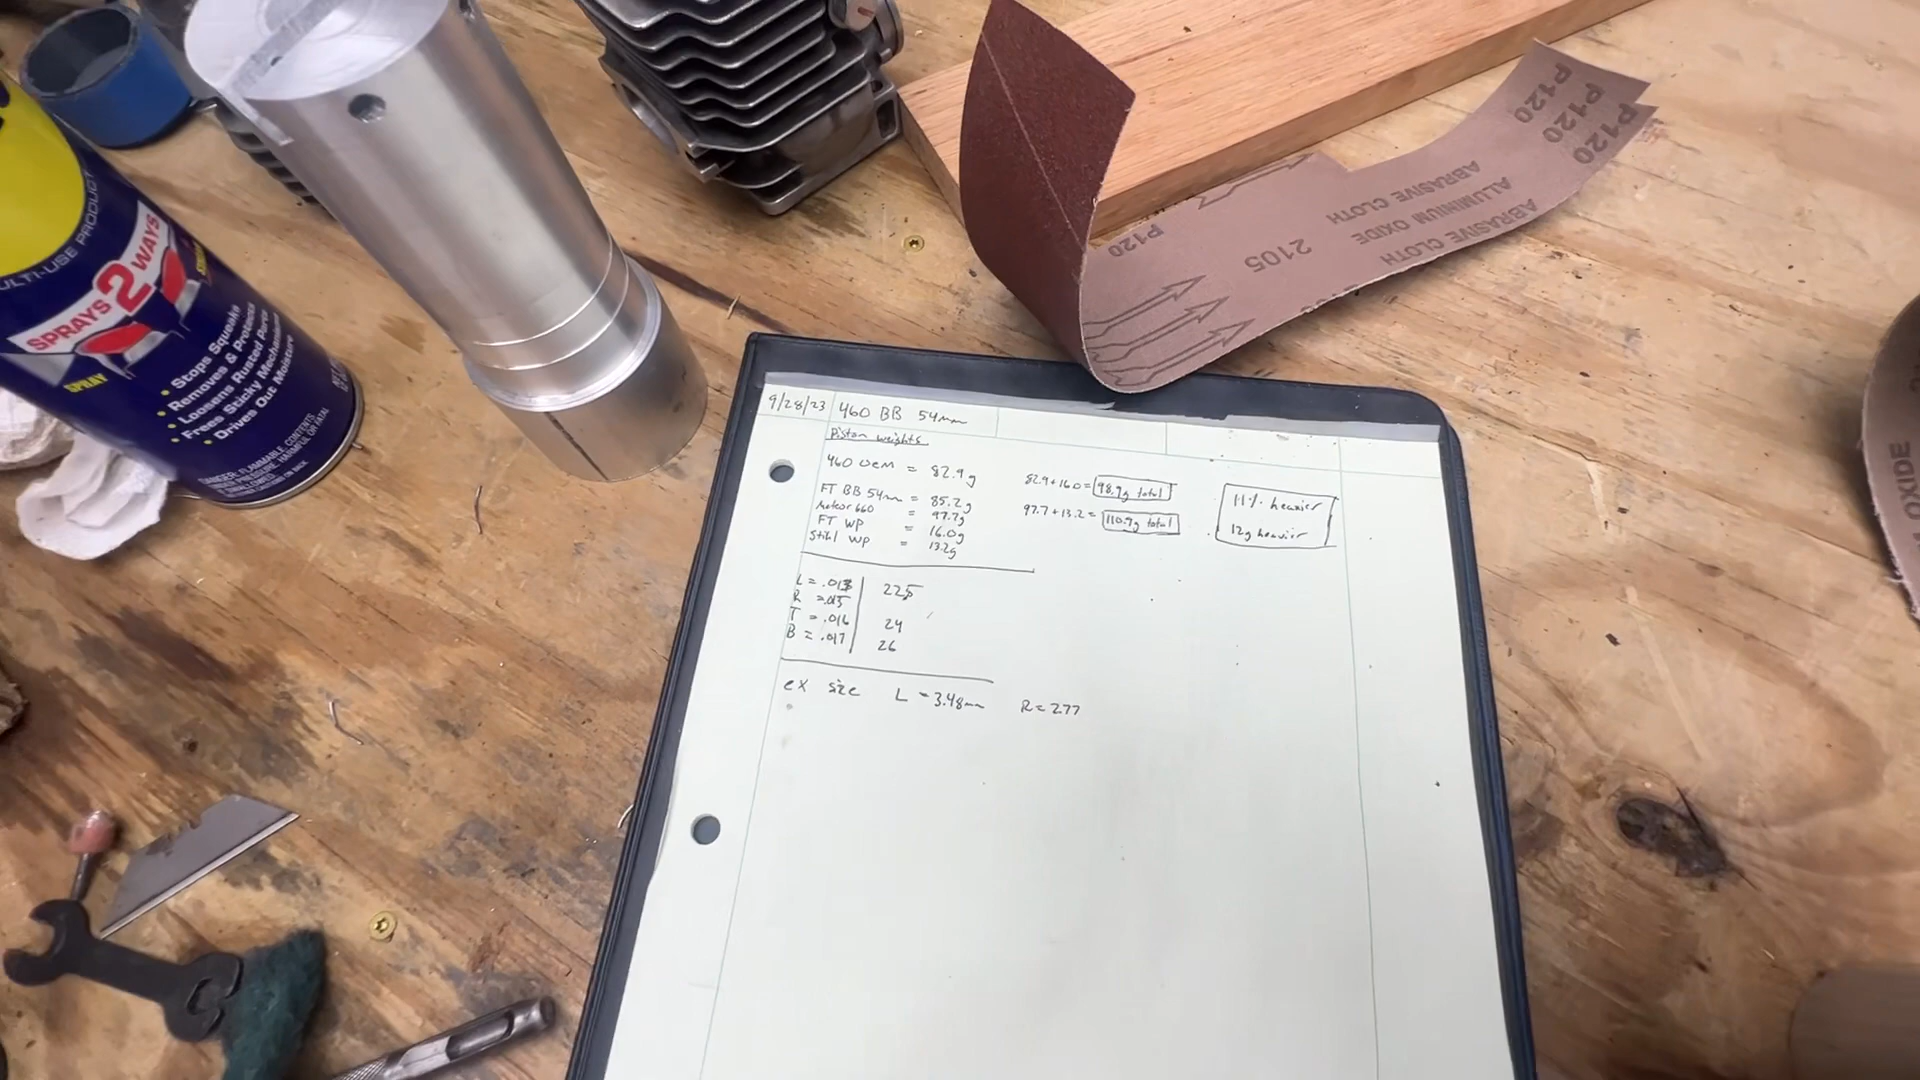 MULTI-USE PRODUCT
SPRAYS 2 WAYS
SPRAY
• Stops Squeaks
• Removes & Protects
• Loosens Rusted Parts
• Frees Sticky Mechanisms
• Drives Out Moisture
P120
P120
P120
P120
ABRASIVE CLOTH
ALUMINIUM OXIDE
ABRASIVE CLOTH
2105
9/28/23 460 BB 54mm
Piston weights
460 OEM = 82.9g
FT BB 54mm = 85.2g
Meteor 660 = 97.7g
FT WP = 16.0g
Stihl WP = 13.2g
82.9+16.0= 98.9g total
97.7+13.2= 110.9g total
11% heavier
12g heavier
L = .013 22.5
R = .015
T = .016 24
B = .017 26
ex size L = 3.48mm R = 2.77
OXIDE